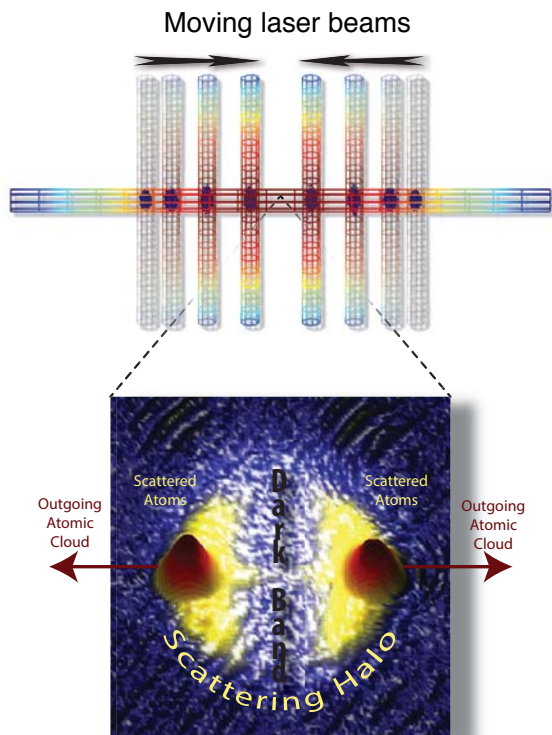 Moving laser beams
Scattered
Atoms
Scattered
Atoms
Outgoing
Atomic
Cloud
Outgoing
Atomic
Cloud
Dark Band
Scattering Halo